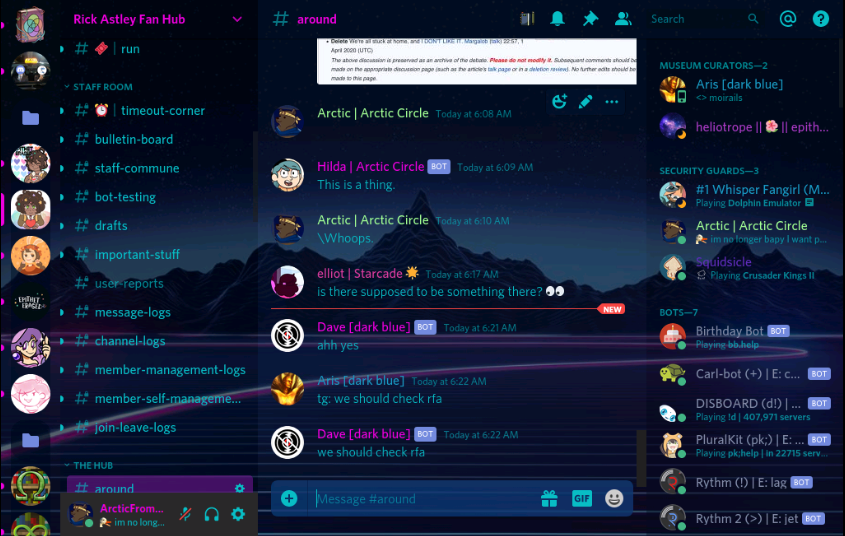 Rick Astley Fan Hub
run
STAFF ROOM
timeout-corner
bulletin-board
staff-commune
bot-testing
drafts
important-stuff
user-reports
message-logs
channel-logs
member-management-logs
member-self-manageme...
join-leave-logs
THE HUB
around
ArcticFrom...
im no long...
# around
Search
• Delete We're all stuck at home, and I DON'T LIKE IT. Margalob (talk) 22:57, 1
April 2020 (UTC)
The above discussion is preserved as an archive of the debate. Please do not modify it. Subsequent comments should be
made on the appropriate discussion page (such as the article's talk page or in a deletion review). No further edits should be
made to this page.
Arctic | Arctic Circle Today at 6:08 AM
Hilda | Arctic Circle BOT Today at 6:09 AM
This is a thing.
Arctic | Arctic Circle Today at 6:10 AM
\Whoops.
elliot | Starcade Today at 6:17 AM
is there supposed to be something there? 👀
NEW
Dave [dark blue] BOT Today at 6:21 AM
ahh yes
Aris [dark blue] Today at 6:22 AM
tg: we should check rfa
Dave [dark blue] BOT Today at 6:22 AM
we should check rfa
Message #around
GIF
MUSEUM CURATORS—2
Aris [dark blue]
<> moirails
heliotrope || 🌸 || epith...
SECURITY GUARDS—3
#1 Whisper Fangirl (M...
Playing Dolphin Emulator
Arctic | Arctic Circle
im no longer bapy I want p...
Squidsicle
Playing Crusader Kings II
BOTS—7
Birthday Bot BOT
Playing bb.help
Carl-bot (+) | E: c... BOT
DISBOARD (d!) | ... BOT
Playing !d | 407,971 servers
PluralKit (pk;) | E: ... BOT
Playing pk;help | in 22715 serv...
Rythm (!) | E: lag BOT
Rythm 2 (>) | E: jet BOT